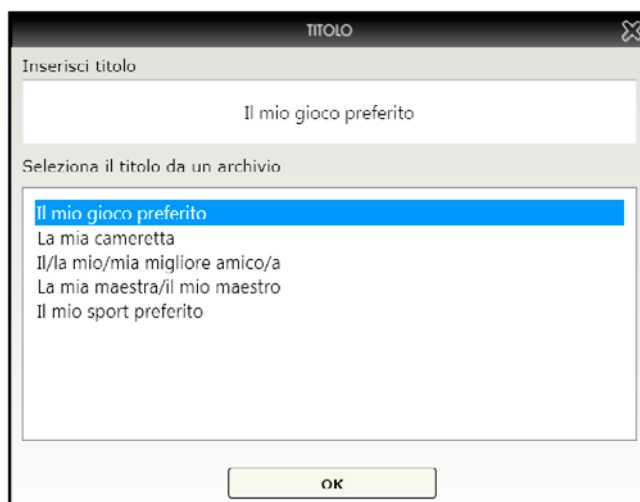 TITOLO
Inserisci titolo
Il mio gioco preferito
Seleziona il titolo da un archivio
Il mio gioco preferito
La mia cameretta
Il/la mio/mia migliore amico/a
La mia maestra/il mio maestro
Il mio sport preferito
OK